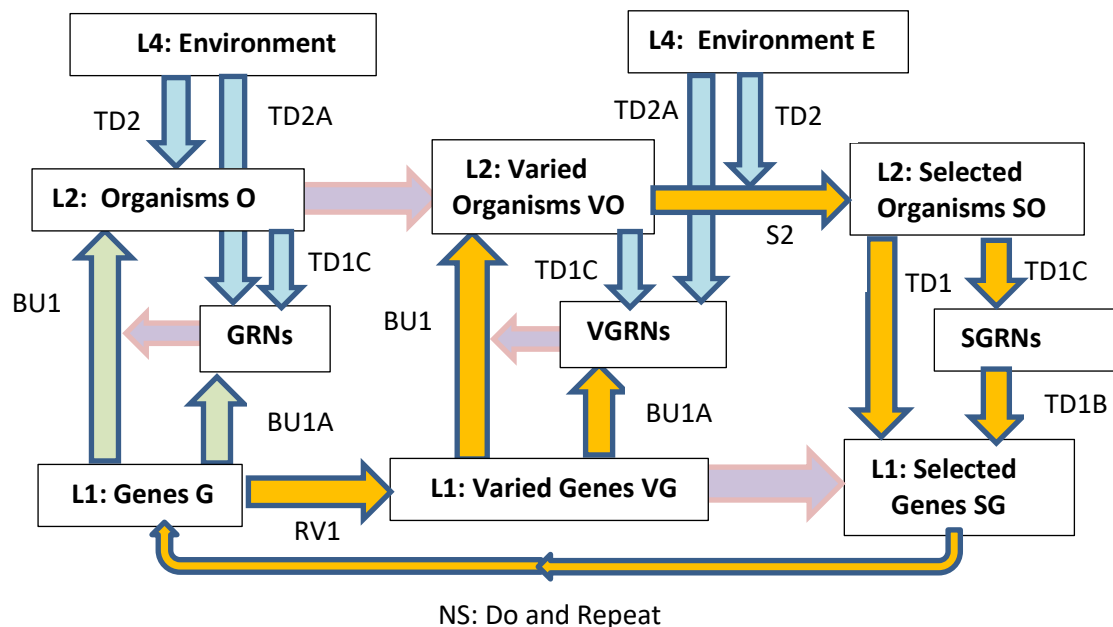 L4: Environment
L4: Environment E
TD2
TD2A
TD2A
TD2
L2: Organisms O
L2: Varied
Organisms VO
L2: Selected
Organisms SO
S2
TD1C
TD1C
TD1
TD1C
BU1
BU1
GRNs
VGRNs
SGRNs
BU1A
BU1A
TD1B
L1: Genes G
L1: Varied Genes VG
L1: Selected
Genes SG
RV1
NS: Do and Repeat